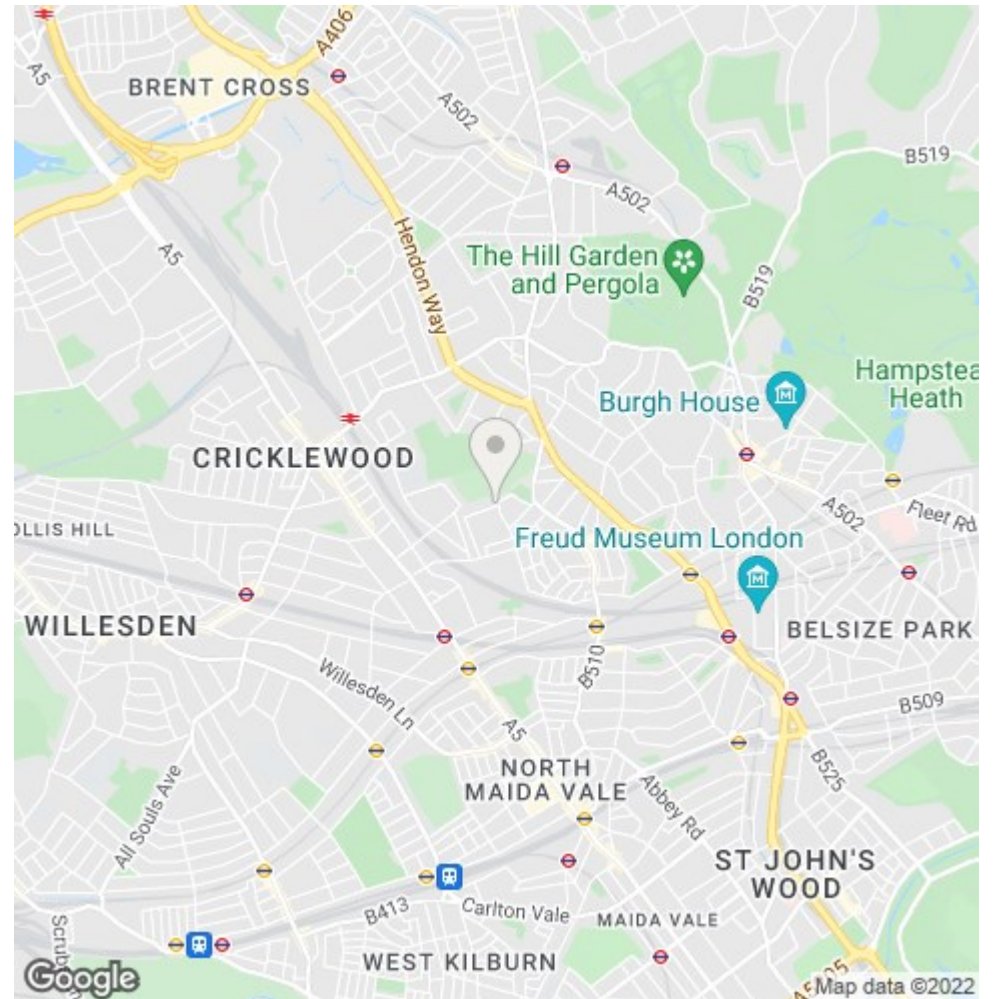 A406
A5
BRENT CROSS
A502
B519
A502
A5
Hendon Way
The Hill Garden
and Pergola
B519
Hampstea
Heath
Burgh House
CRICKLEWOOD
A502
Fleet Rd
OLLIS HILL
Freud Museum London
WILLESDEN
BELSIZE PARK
B510
Willesden Ln
B509
A5
B525
NORTH
MAIDA VALE
Abbey Rd
All Souls Ave
ST JOHN'S
WOOD
B413
Carlton Vale
MAIDA VALE
Scrub
WEST KILBURN
A5205
Google
Map data ©2022